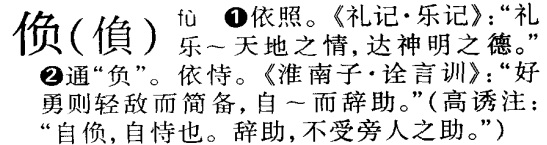 偩(偩) fù ❶依照。《礼记·乐记》：“礼
乐～天地之情，达神明之德。”
❷通“负”。依恃。《淮南子·诠言训》：“好
勇则轻敌而简备，自～而辞助。”(高诱注：
“自偩，自恃也。辞助，不受旁人之助。”)